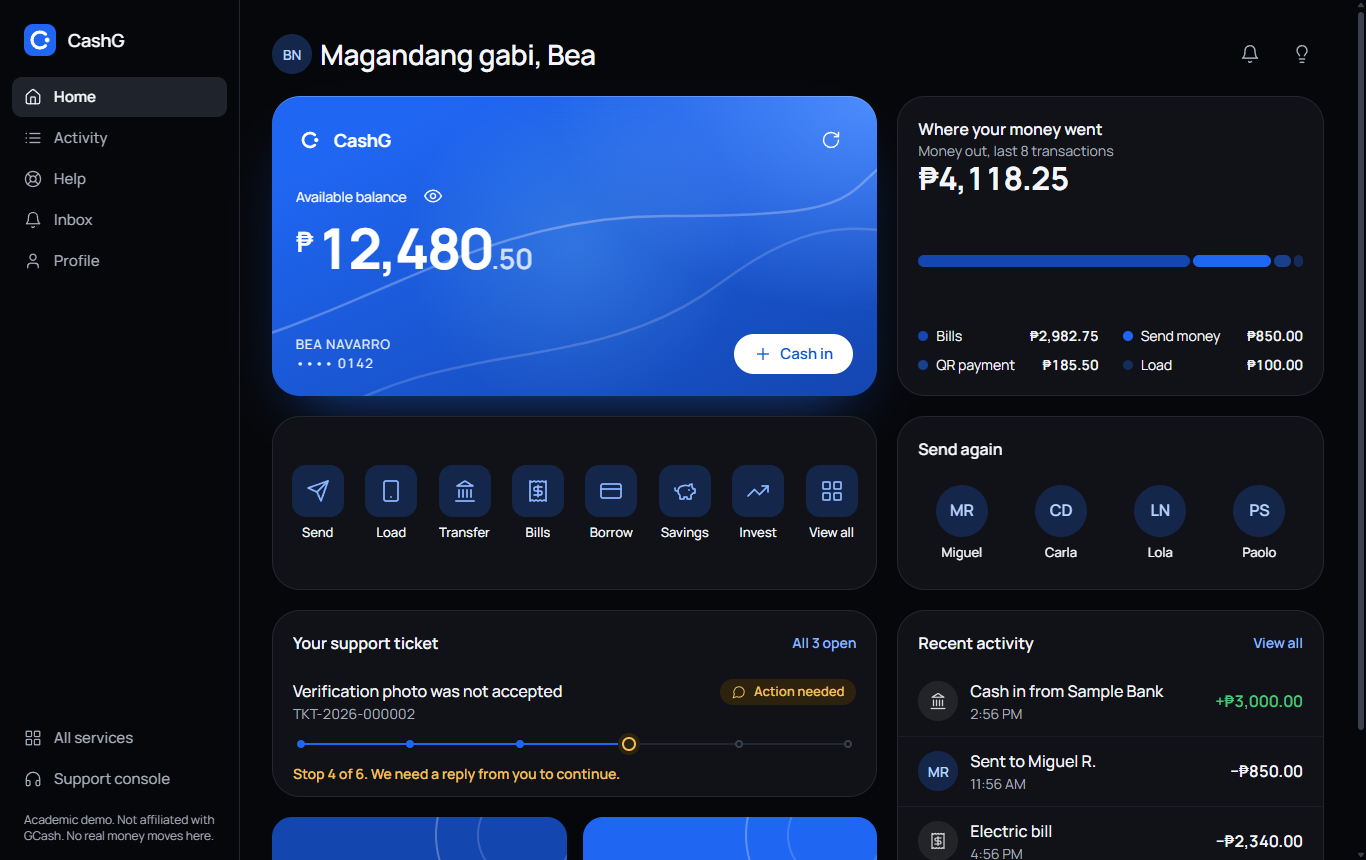 CashG
Home
Activity
Help
Inbox
Profile
All services
Support console
Academic demo. Not affiliated with
GCash. No real money moves here.
BN
Magandang gabi, Bea
CashG
Available balance
₱ 12,480.50
BEA NAVARRO
•••• 0142
+ Cash in
Where your money went
Money out, last 8 transactions
₱4,118.25
Bills ₱2,982.75
Send money ₱850.00
QR payment ₱185.50
Load ₱100.00
Send
Load
Transfer
Bills
Borrow
Savings
Invest
View all
Send again
MR
Miguel
CD
Carla
LN
Lola
PS
Paolo
Your support ticket
All 3 open
Verification photo was not accepted
Action needed
TKT-2026-000002
Stop 4 of 6. We need a reply from you to continue.
Recent activity
View all
Cash in from Sample Bank
2:56 PM
+₱3,000.00
MR
Sent to Miguel R.
11:56 AM
−₱850.00
Electric bill
4:56 PM
−₱2,340.00